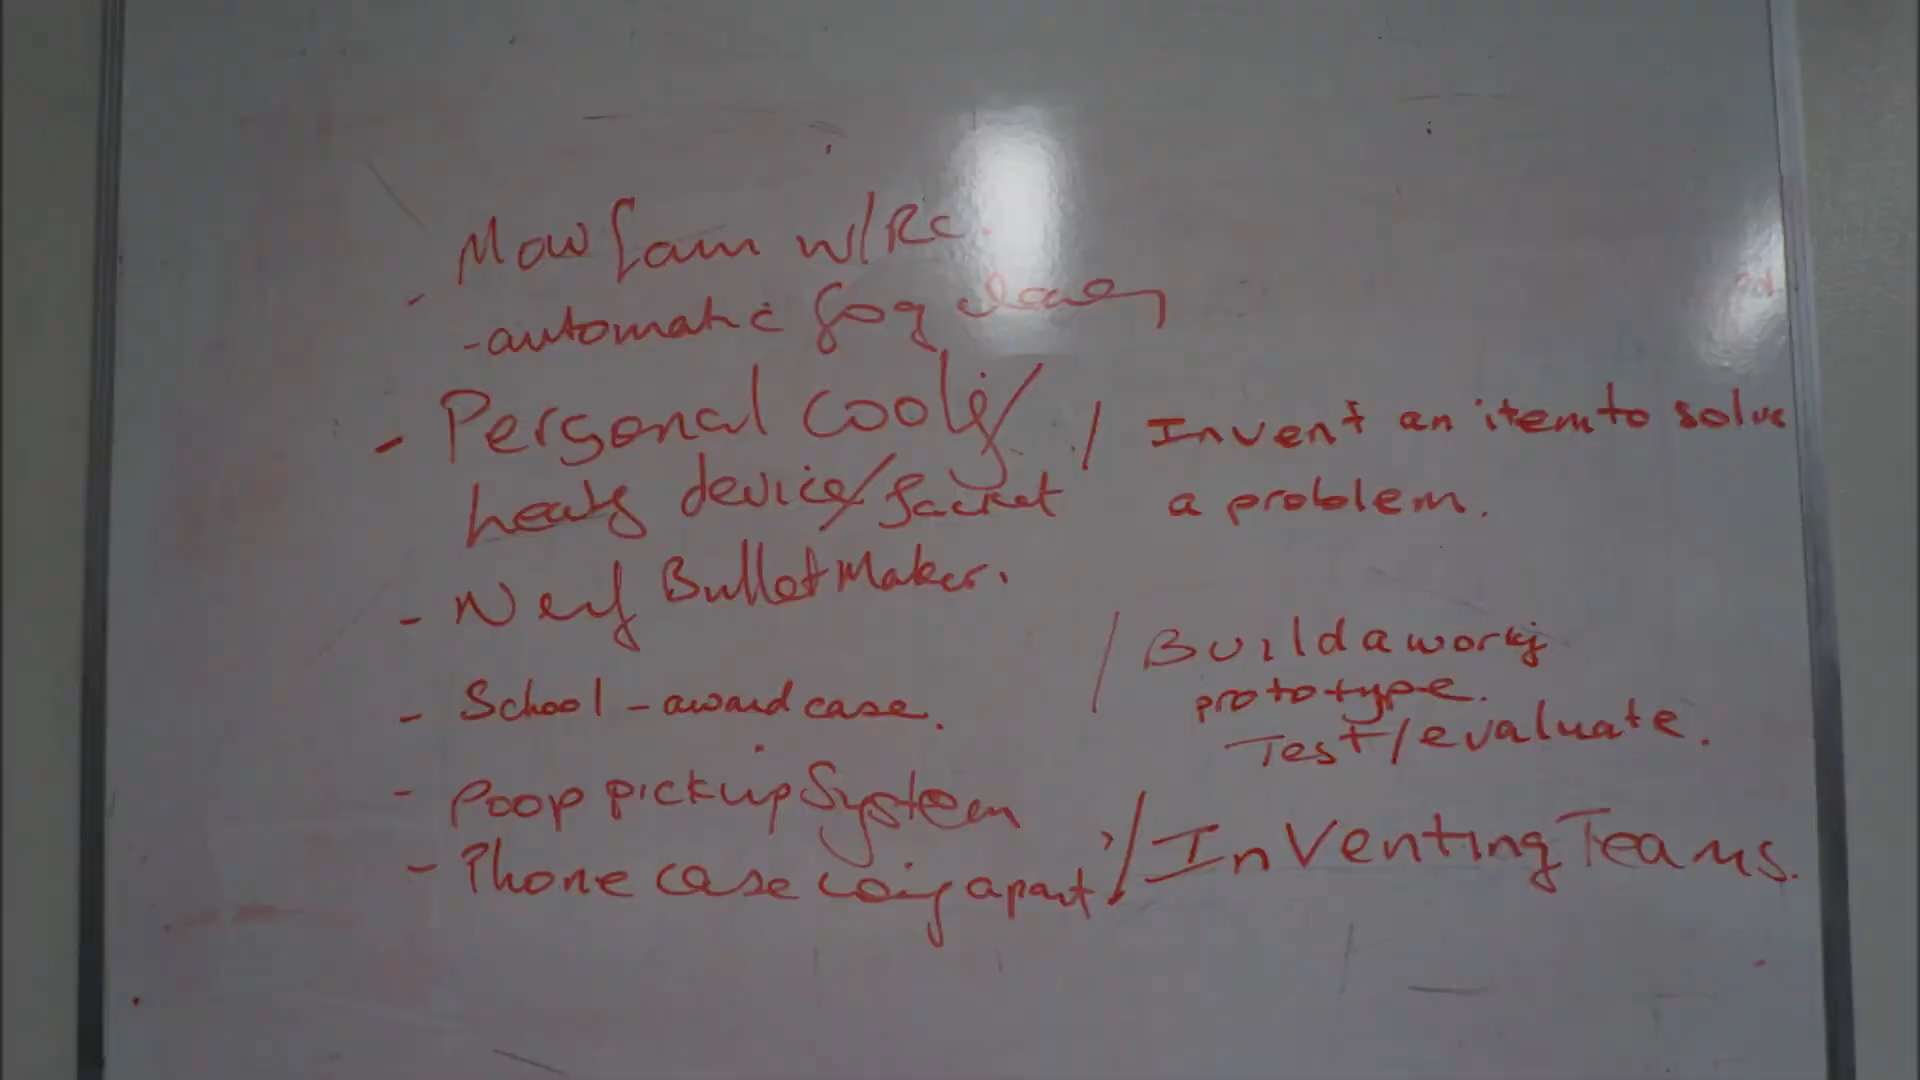 Mow lawn w/RC.
- automatic fog
- Personal cooling/
heating device/Jacket
- Nerf Bullet Maker.
- School - award case.
- Poop pickup System
- Phone case coming apart
/ Invent an item to solve
a problem.
/ Build a working
prototype.
Test/evaluate.
/ InVenting Teams.